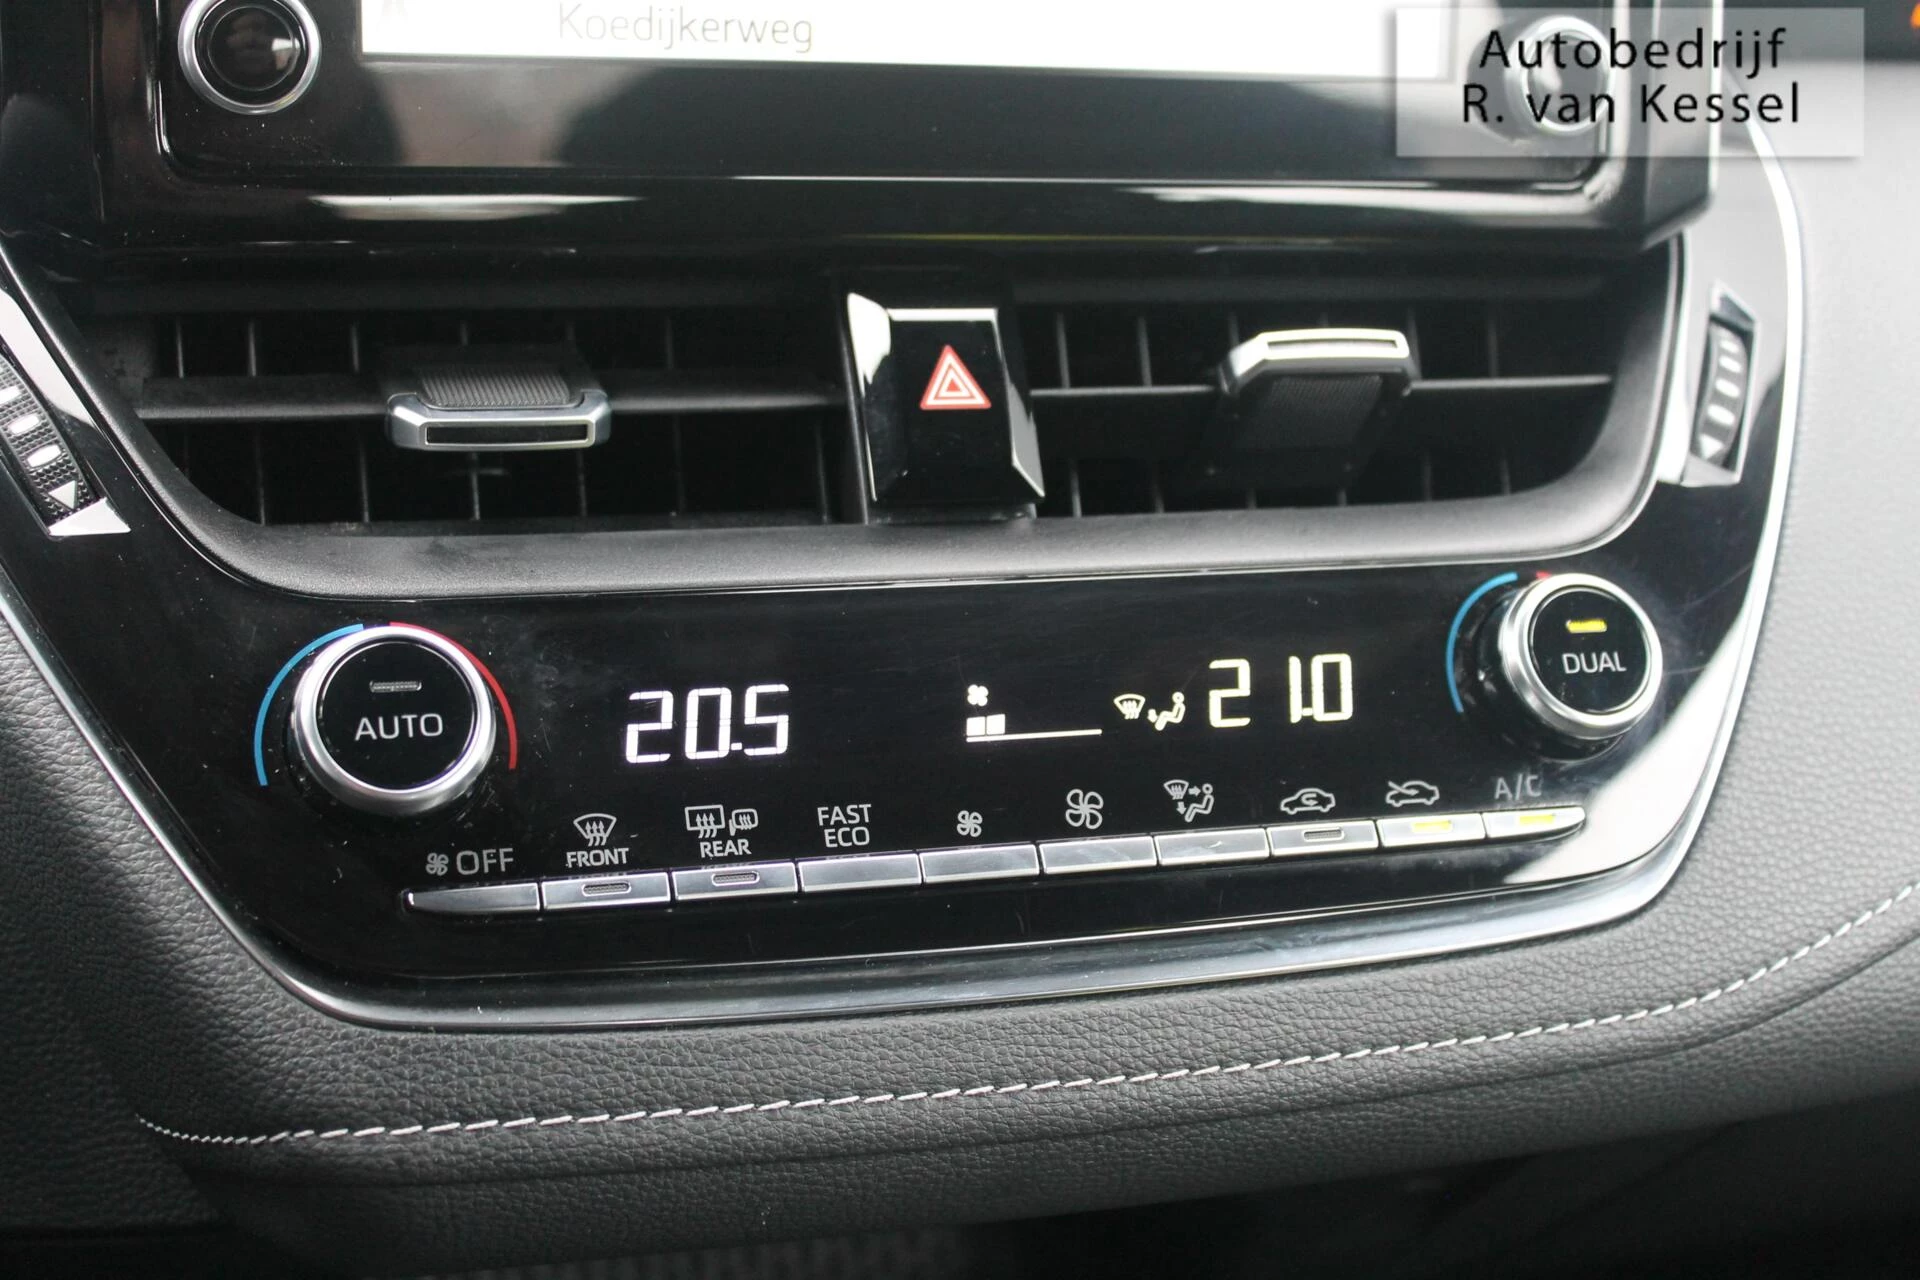 Koedijkerweg
Autobedrijf
R. van Kessel
AUTO
20.5
21.0
DUAL
OFF
FRONT
REAR
FAST
ECO
A/C